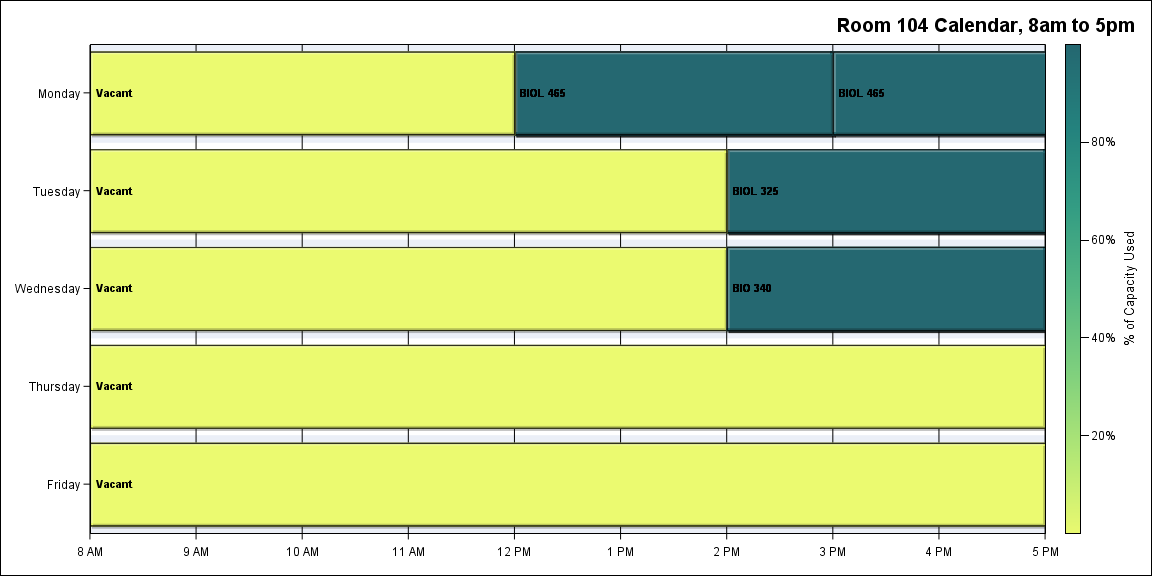 Room 104 Calendar, 8am to 5pm
Monday
Vacant
BIOL 465
BIOL 465
Tuesday
Vacant
BIOL 325
Wednesday
Vacant
BIO 340
Thursday
Vacant
Friday
Vacant
8 AM 9 AM 10 AM 11 AM 12 PM 1 PM 2 PM 3 PM 4 PM 5 PM
80%
60%
40%
20%
% of Capacity Used